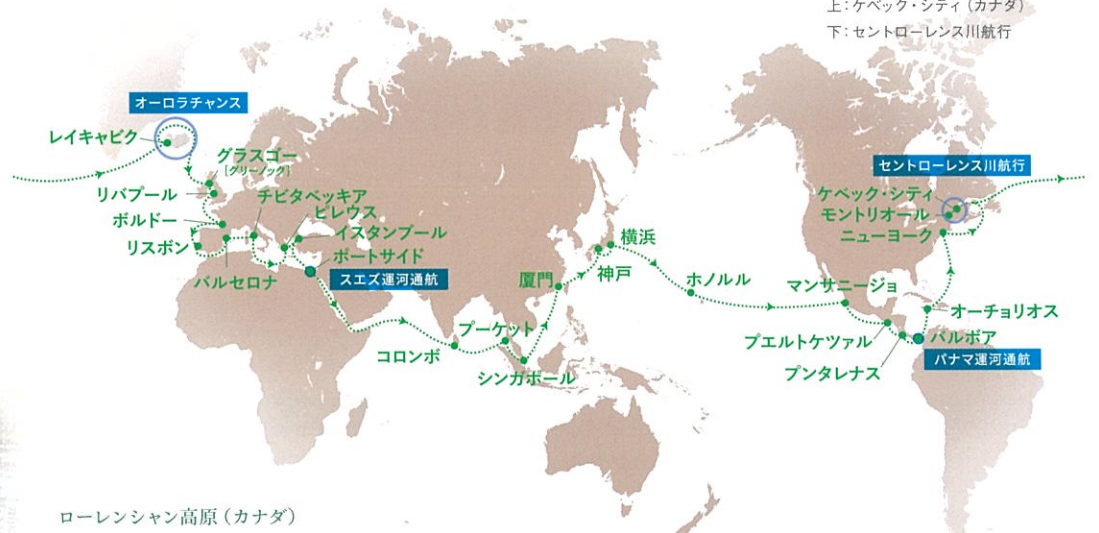 上：ケベック・シティ（カナダ）
下：セントローレンス川航行
オーロラチャンス
レイキャビク
グラスゴー
［グリーノック］
リバプール
チビタベッキア
ボルドー
ピレウス
リスボン
イスタンブール
ポートサイド
バルセロナ
スエズ運河通航
厦門
横浜
神戸
プーケット
コロンボ
シンガポール
ホノルル
セントローレンス川航行
ケベック・シティ
モントリオール
ニューヨーク
マンサニージョ
オーチョリオス
プエルトケツァル
バルボア
プンタレナス
パナマ運河通航
ローレンシャン高原（カナダ）